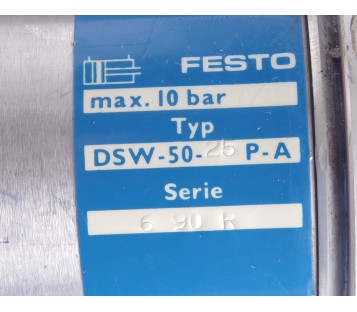 FESTO
max. 10 bar
Typ
DSW-50-25 P-A
Serie
6 90 R